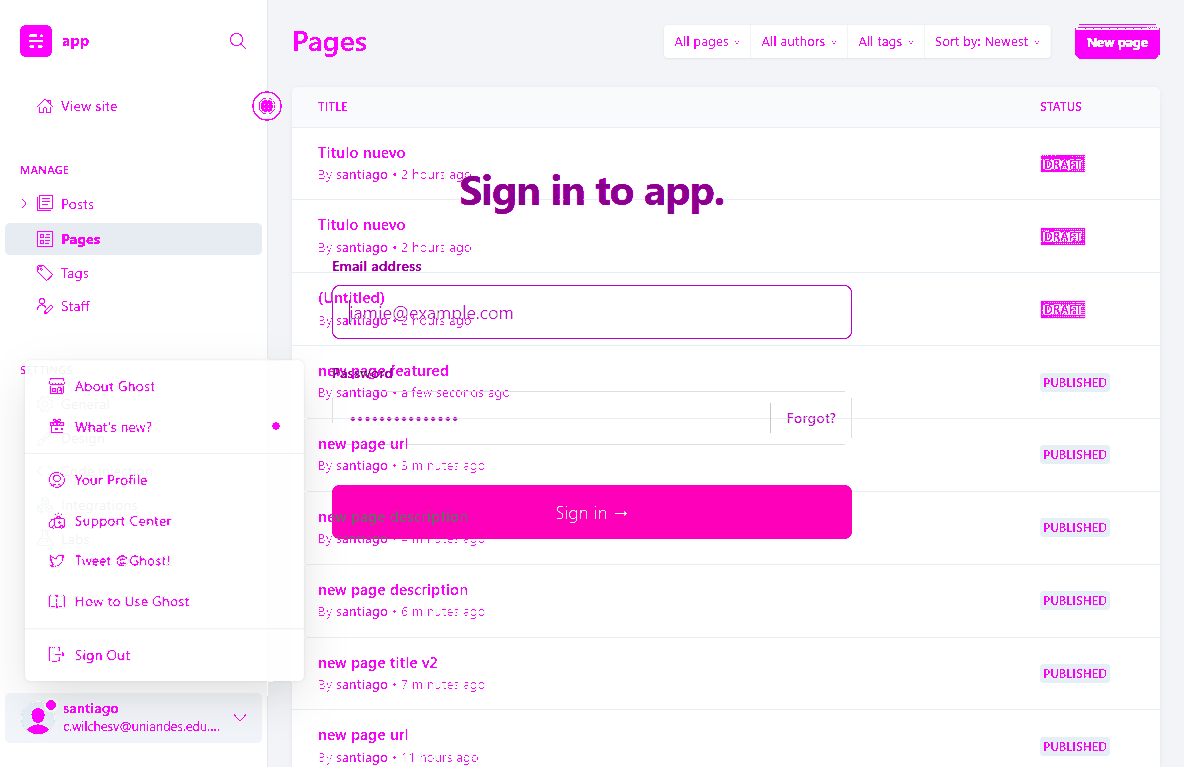 app
View site
MANAGE
Posts
Pages
Tags
Staff
About Ghost
General
What's new?
Design
Your Profile
Integrations
Support Center
Labs
Tweet @Ghost!
How to Use Ghost
Sign Out
santiago
c.wilchesv@uniandes.edu....
Pages
All pages
All authors
All tags
Sort by: Newest
New page
TITLE
STATUS
Titulo nuevo
By santiago • 2 hours ago
DRAFT
Sign in to app.
Titulo nuevo
By santiago • 2 hours ago
DRAFT
Email address
(Untitled)
By santiago • 2 hours ago
DRAFT
jamie@example.com
new page featured
By santiago • a few seconds ago
PUBLISHED
Password
•••••••••••••••
Forgot?
new page url
By santiago • 3 minutes ago
PUBLISHED
Sign in →
new page description
By santiago • 4 minutes ago
PUBLISHED
new page description
By santiago • 6 minutes ago
PUBLISHED
new page title v2
By santiago • 7 minutes ago
PUBLISHED
new page url
By santiago • 11 hours ago
PUBLISHED